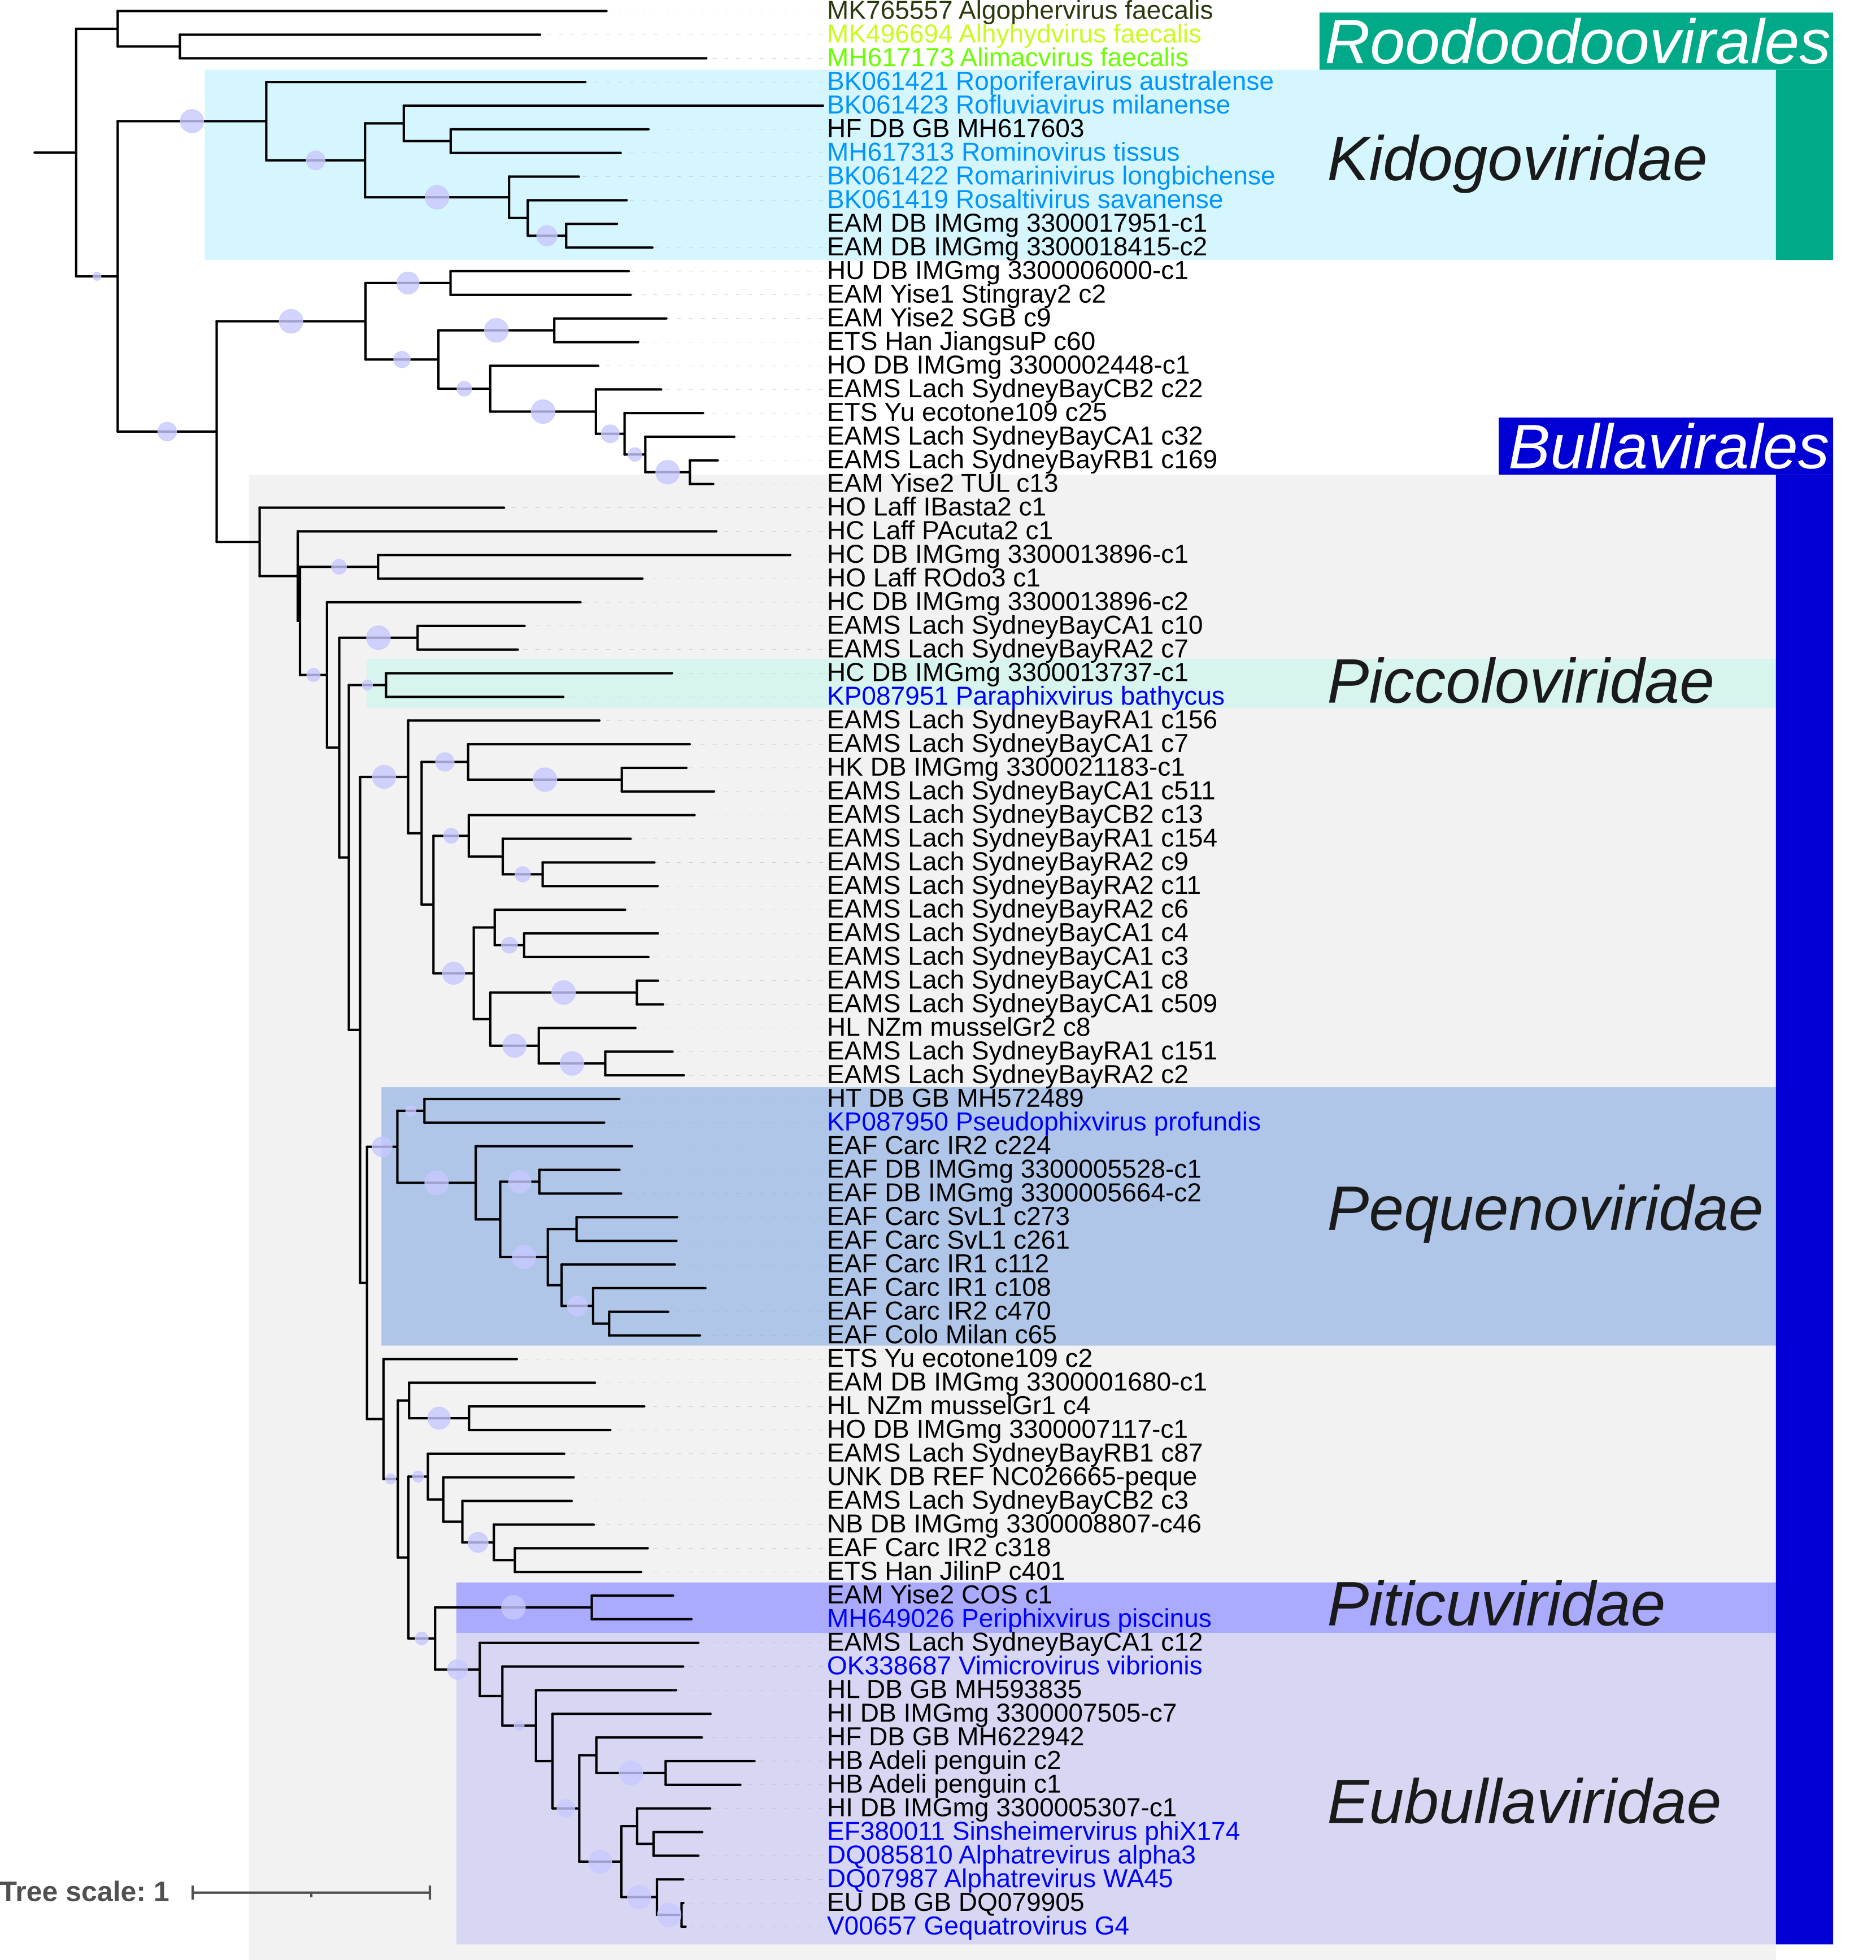 MK765557 Algophervirus faecalis
MK496694 Alhyhydvirus faecalis
MH617173 Alimacvirus faecalis
Roodoodoovirales
BK061421 Roporiferavirus australense
BK061423 Rofluviavirus milanense
HF DB GB MH617603
MH617313 Rominovirus tissus
Kidogoviridae
BK061422 Romarinivirus longbichense
BK061419 Rosaltivirus savanense
EAM DB IMGmg 3300017951-c1
EAM DB IMGmg 3300018415-c2
HU DB IMGmg 3300006000-c1
EAM Yise1 Stingray2 c2
EAM Yise2 SGB c9
ETS Han JiangsuP c60
HO DB IMGmg 3300002448-c1
EAMS Lach SydneyBayCB2 c22
ETS Yu ecotone109 c25
EAMS Lach SydneyBayCA1 c32
Bullavirales
EAMS Lach SydneyBayRB1 c169
EAM Yise2 TUL c13
HO Laff IBasta2 c1
HC Laff PAcuta2 c1
HC DB IMGmg 3300013896-c1
HO Laff ROdo3 c1
HC DB IMGmg 3300013896-c2
EAMS Lach SydneyBayCA1 c10
EAMS Lach SydneyBayRA2 c7
HC DB IMGmg 3300013737-c1
Piccoloviridae
KP087951 Paraphixvirus bathycus
EAMS Lach SydneyBayRA1 c156
EAMS Lach SydneyBayCA1 c7
HK DB IMGmg 3300021183-c1
EAMS Lach SydneyBayCA1 c511
EAMS Lach SydneyBayCB2 c13
EAMS Lach SydneyBayRA1 c154
EAMS Lach SydneyBayRA2 c9
EAMS Lach SydneyBayRA2 c11
EAMS Lach SydneyBayRA2 c6
EAMS Lach SydneyBayCA1 c4
EAMS Lach SydneyBayCA1 c3
EAMS Lach SydneyBayCA1 c8
EAMS Lach SydneyBayCA1 c509
HL NZm musselGr2 c8
EAMS Lach SydneyBayRA1 c151
EAMS Lach SydneyBayRA2 c2
HT DB GB MH572489
KP087950 Pseudophixvirus profundis
EAF Carc IR2 c224
EAF DB IMGmg 3300005528-c1
EAF DB IMGmg 3300005664-c2
Pequenoviridae
EAF Carc SvL1 c273
EAF Carc SvL1 c261
EAF Carc IR1 c112
EAF Carc IR1 c108
EAF Carc IR2 c470
EAF Colo Milan c65
ETS Yu ecotone109 c2
EAM DB IMGmg 3300001680-c1
HL NZm musselGr1 c4
HO DB IMGmg 3300007117-c1
EAMS Lach SydneyBayRB1 c87
UNK DB REF NC026665-peque
EAMS Lach SydneyBayCB2 c3
NB DB IMGmg 3300008807-c46
EAF Carc IR2 c318
ETS Han JilinP c401
EAM Yise2 COS c1
Piticuviridae
MH649026 Periphixvirus piscinus
EAMS Lach SydneyBayCA1 c12
OK338687 Vimicrovirus vibrionis
HL DB GB MH593835
HI DB IMGmg 3300007505-c7
HF DB GB MH622942
HB Adeli penguin c2
HB Adeli penguin c1
Eubullaviridae
HI DB IMGmg 3300005307-c1
EF380011 Sinsheimervirus phiX174
DQ085810 Alphatrevirus alpha3
DQ07987 Alphatrevirus WA45
Tree scale: 1
EU DB GB DQ079905
V00657 Gequatrovirus G4